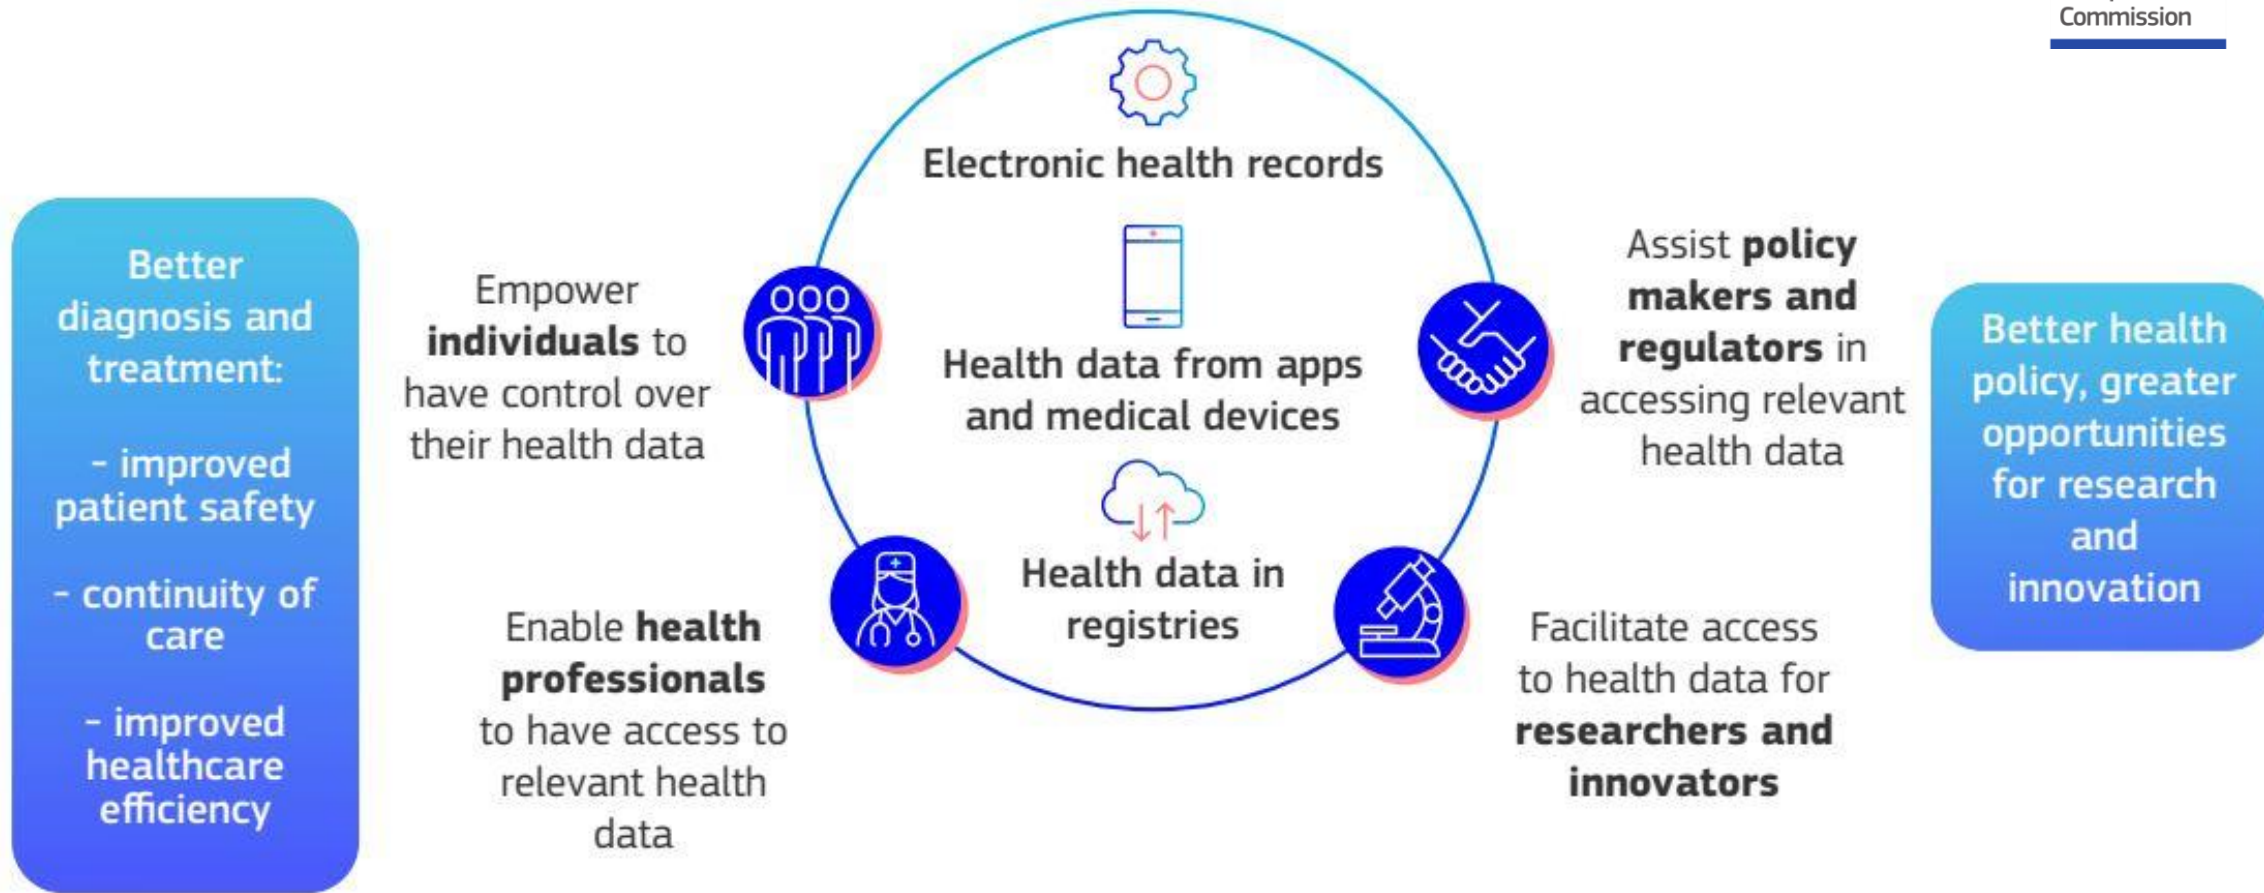 Commission
Electronic health records
Health data from apps
and medical devices
Health data in
registries
Better
diagnosis and
treatment:
- improved
patient safety
- continuity of
care
- improved
healthcare
efficiency
Empower
individuals to
have control over
their health data
Enable health
professionals
to have access to
relevant health
data
Assist policy
makers and
regulators in
accessing relevant
health data
Facilitate access
to health data for
researchers and
innovators
Better health
policy, greater
opportunities
for research
and
innovation